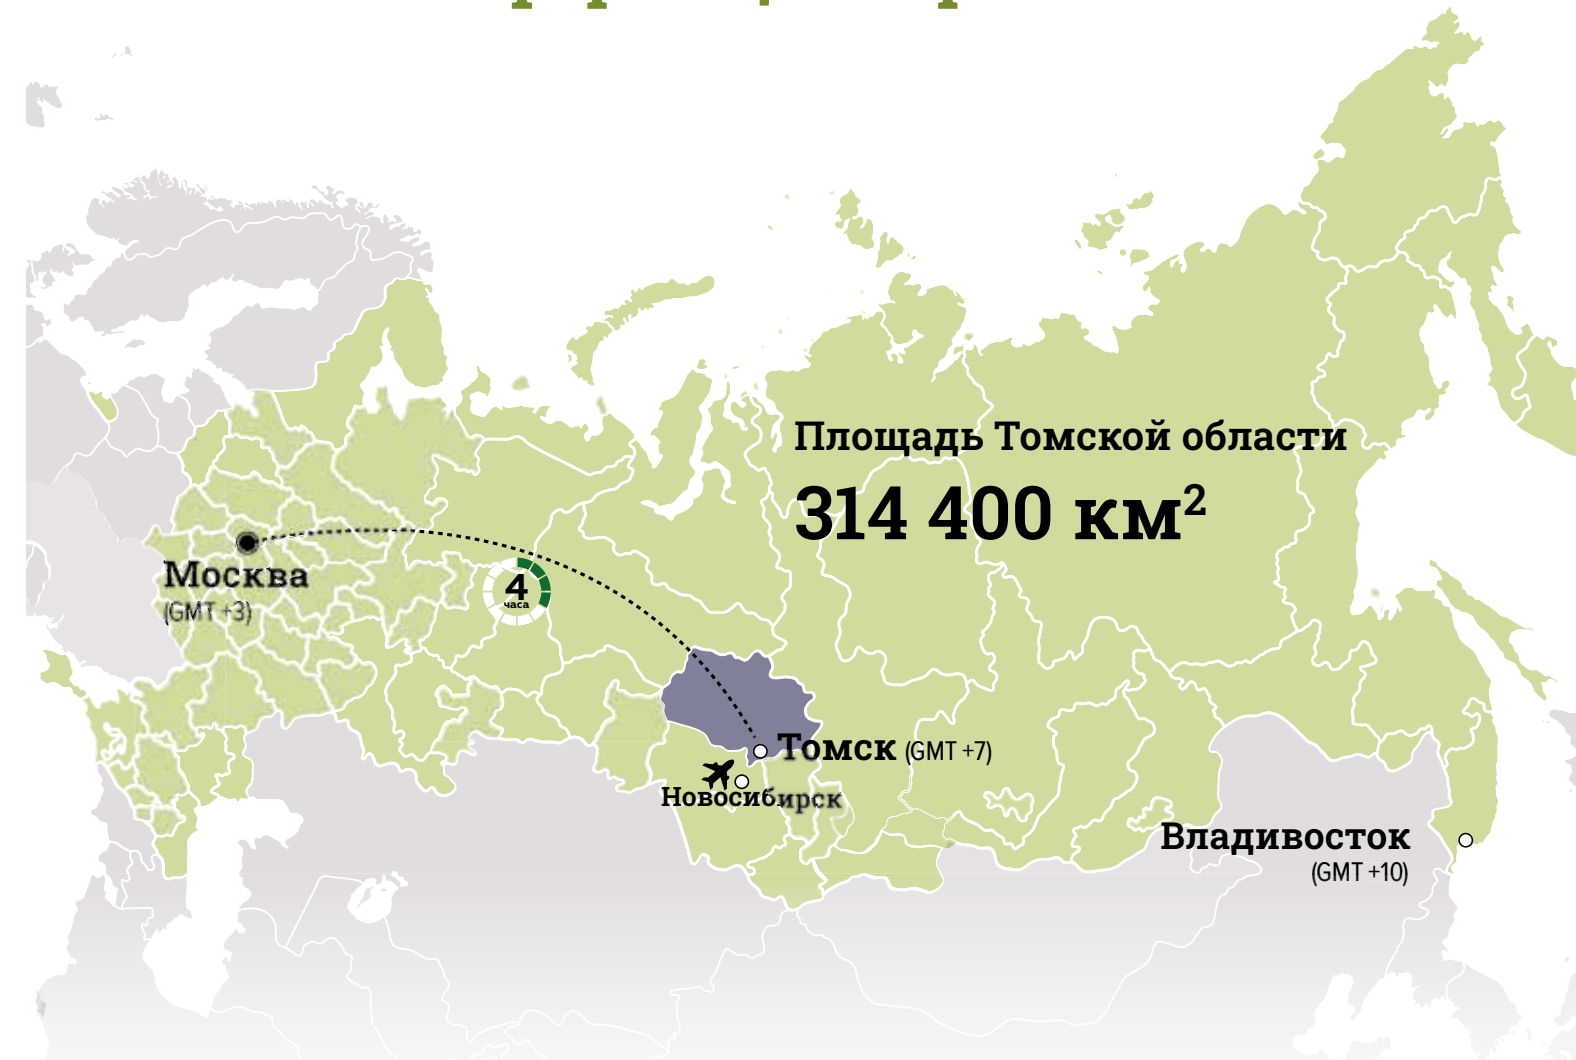 Площадь Томской области
314 400 км²
Москва
(GMT +3)
4
часа
Томск (GMT +7)
Новосибирск
Владивосток
(GMT +10)